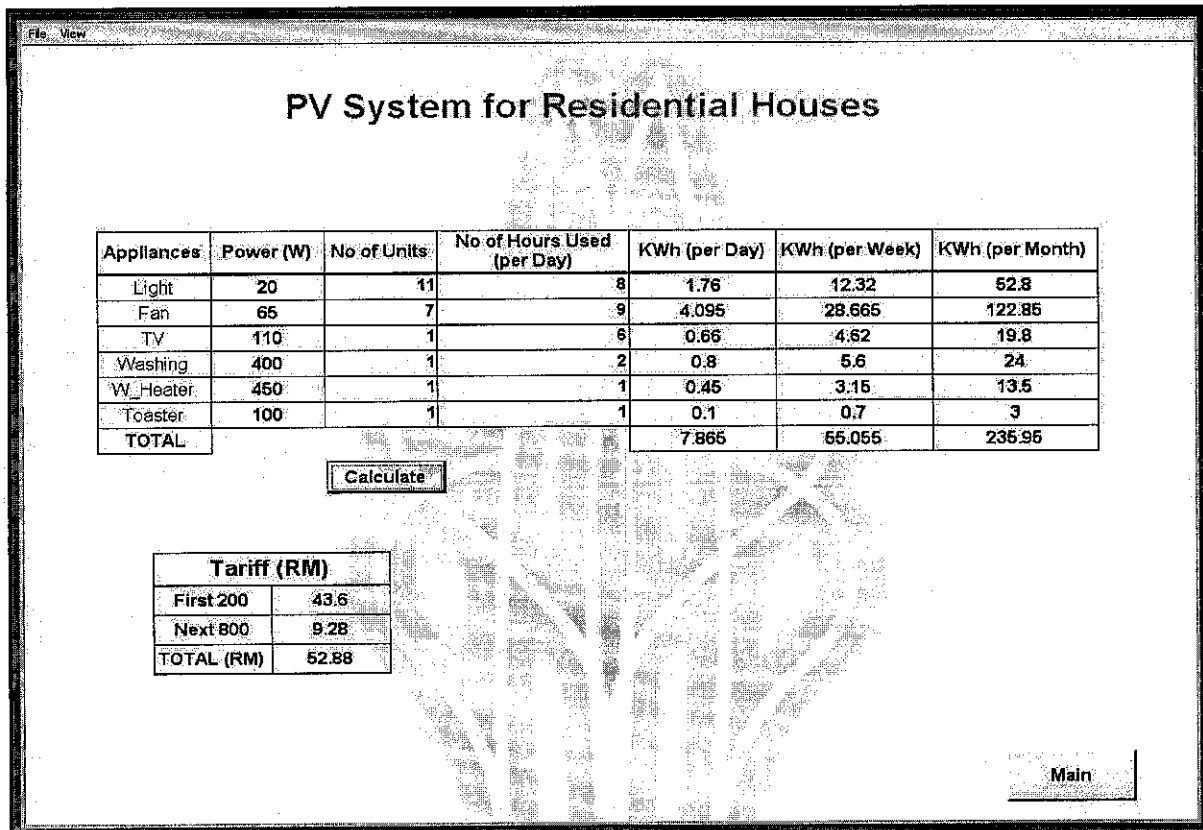 File View
PV System for Residential Houses
Appliances Power (W) No of Units No of Hours Used (per Day) KWh (per Day) KWh (per Week) KWh (per Month)
Light 20 11 8 1.76 12.32 52.8
Fan 65 7 9 4.095 28.665 122.85
TV 110 1 6 0.66 4.62 19.8
Washing 400 1 2 0.8 5.6 24
W_Heater 450 1 1 0.45 3.15 13.5
Toaster 100 1 1 0.1 0.7 3
TOTAL 7.865 55.055 235.95
Calculate
Tariff (RM)
First 200 43.6
Next 800 9.28
TOTAL (RM) 52.88
Main